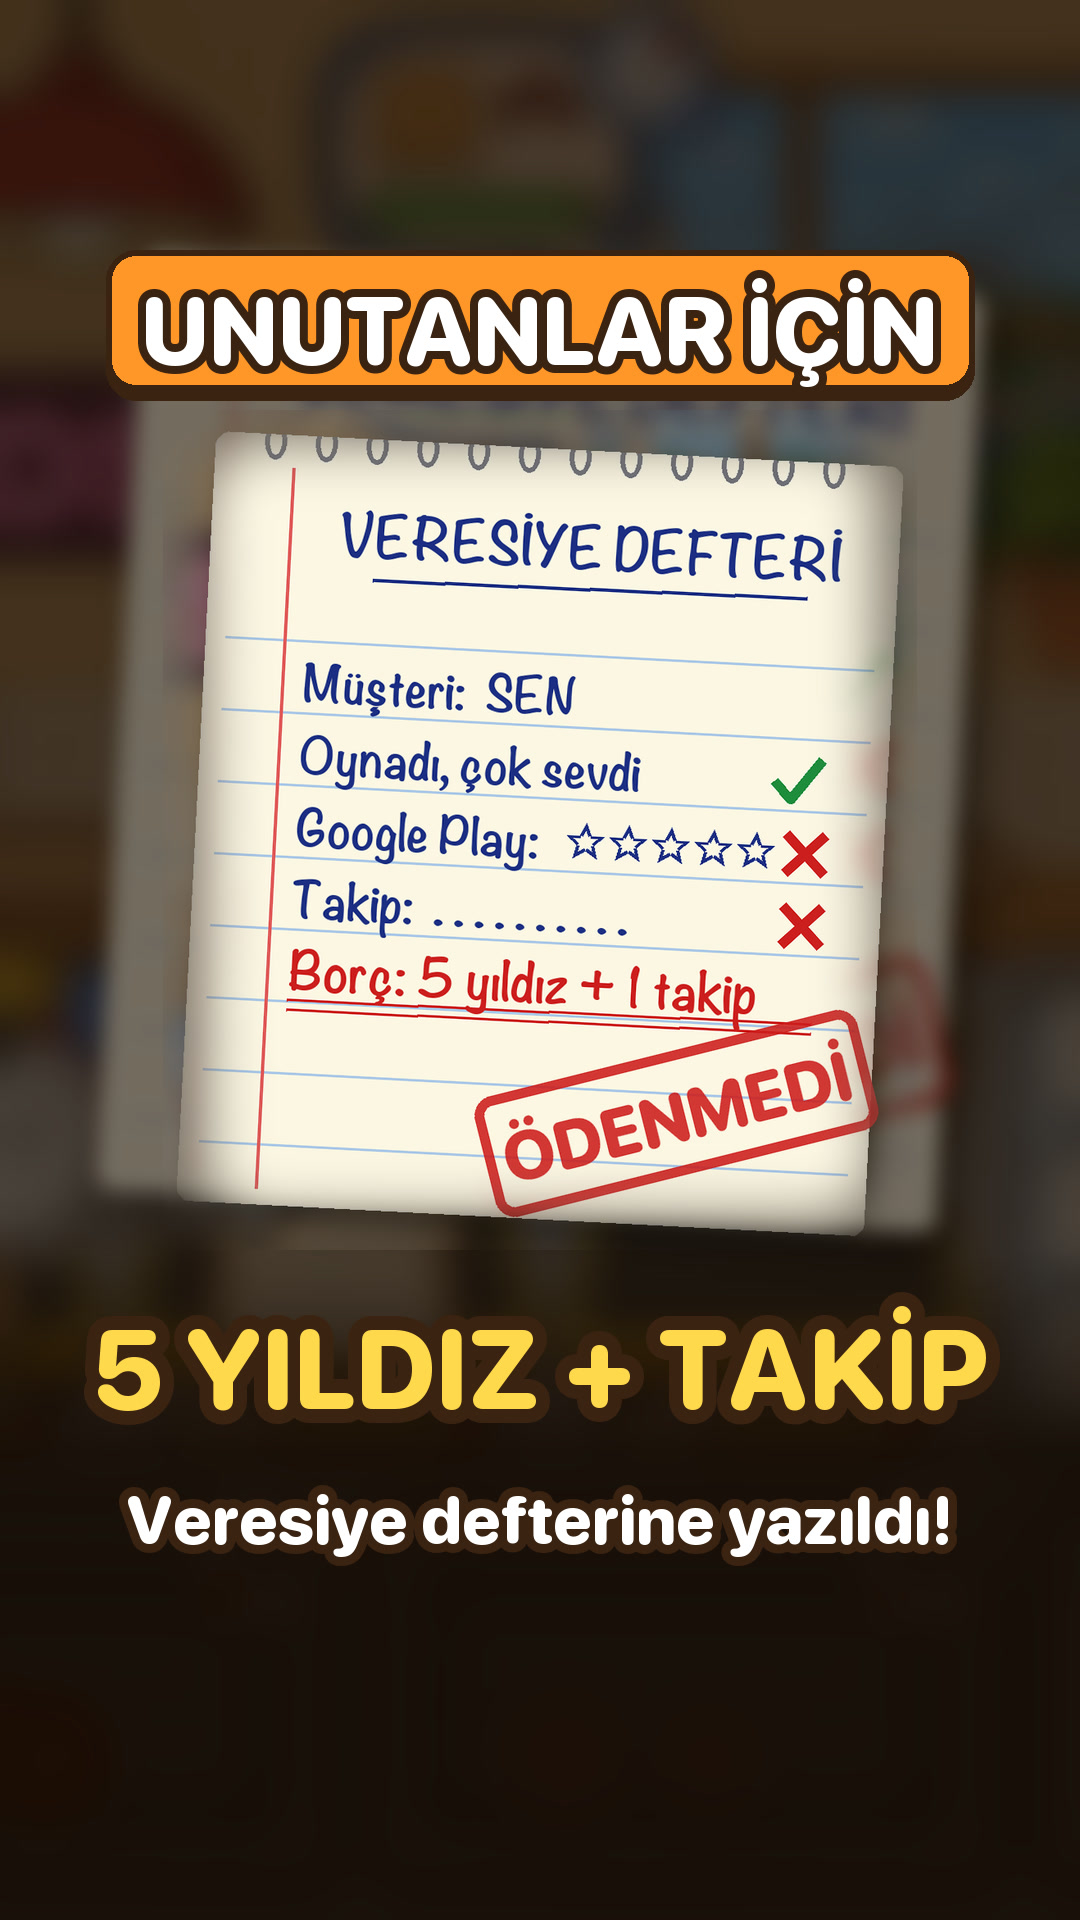 UNUTANLAR İÇİN
VERESİYE DEFTERİ
Müşteri: SEN
Oynadı, çok sevdi ✓
Google Play: ☆☆☆☆☆ ✗
Takip: .......... ✗
Borç: 5 yıldız + 1 takip
ÖDENMEDİ
5 YILDIZ + TAKİP
Veresiye defterine yazıldı!